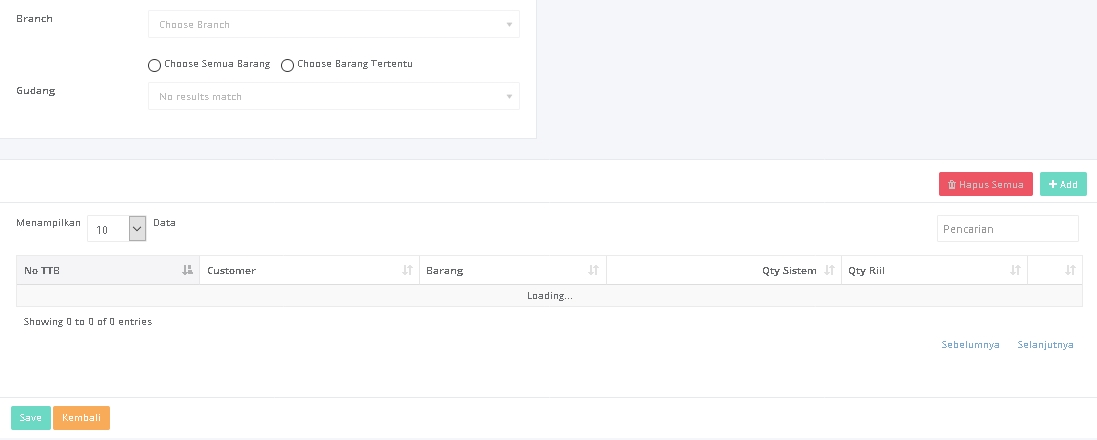 Branch
Choose Branch
Choose Semua Barang Choose Barang Tertentu
Gudang
No results match
Hapus Semua Add
Menampilkan 10 Data
Pencarian
No TTB Customer Barang Qty Sistem Qty Riil
Loading...
Showing 0 to 0 of 0 entries
Sebelumnya Selanjutnya
Save Kembali